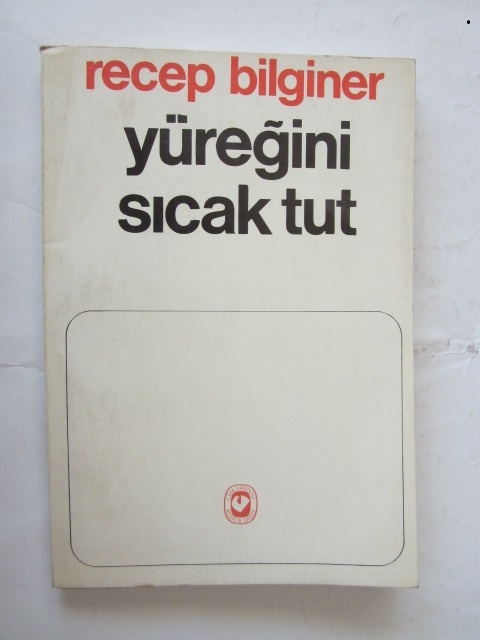 recep bilginer
yüreğini
sıcak tut